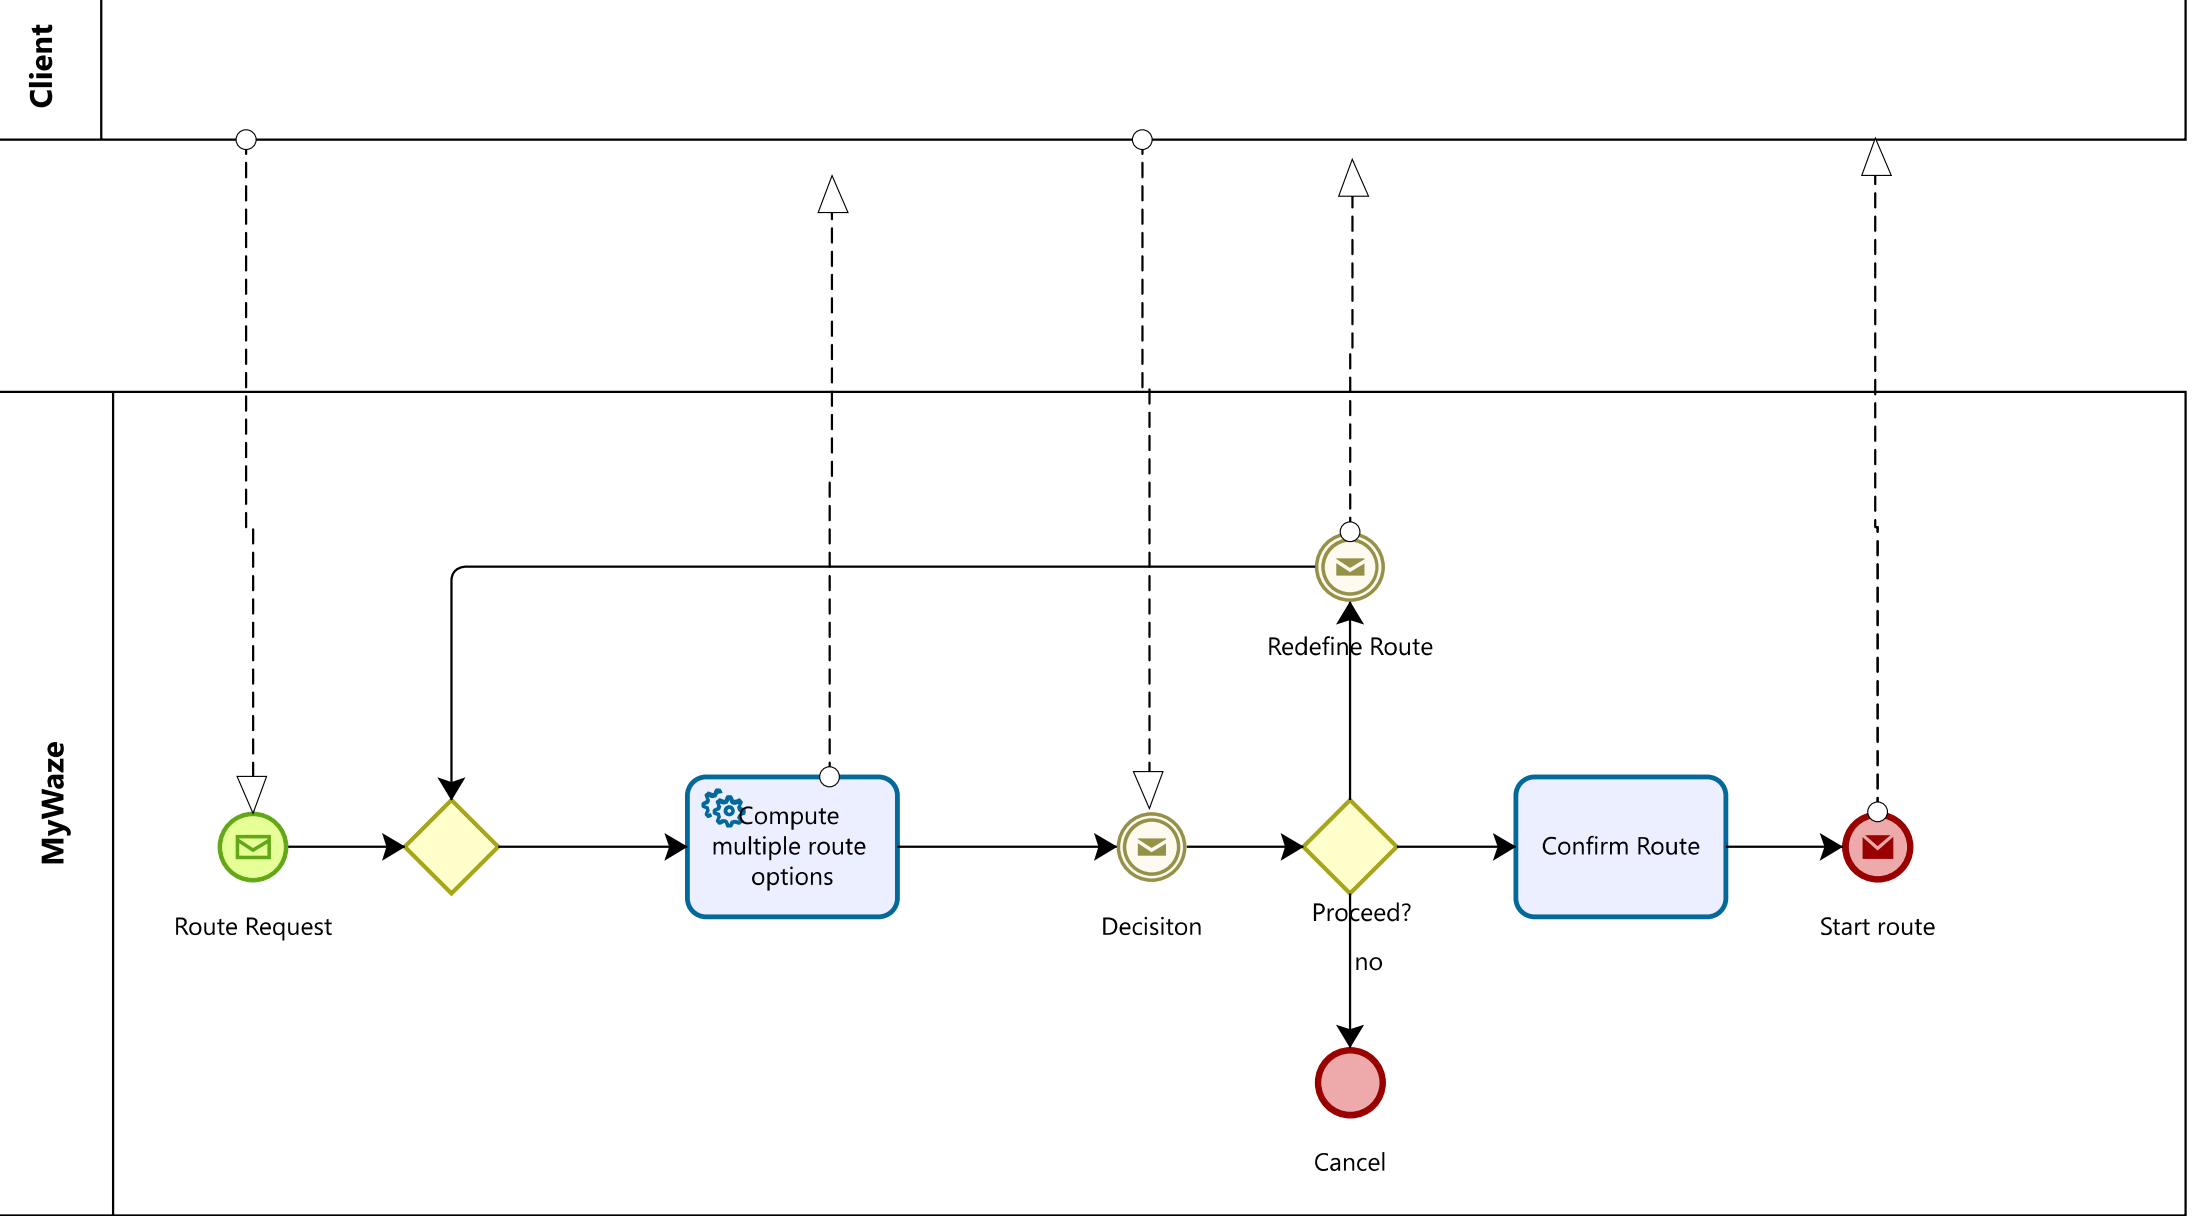 Client
MyWaze
Redefine Route
Compute
multiple route
options
Confirm Route
Route Request
Decisiton
Proceed?
Start route
no
Cancel